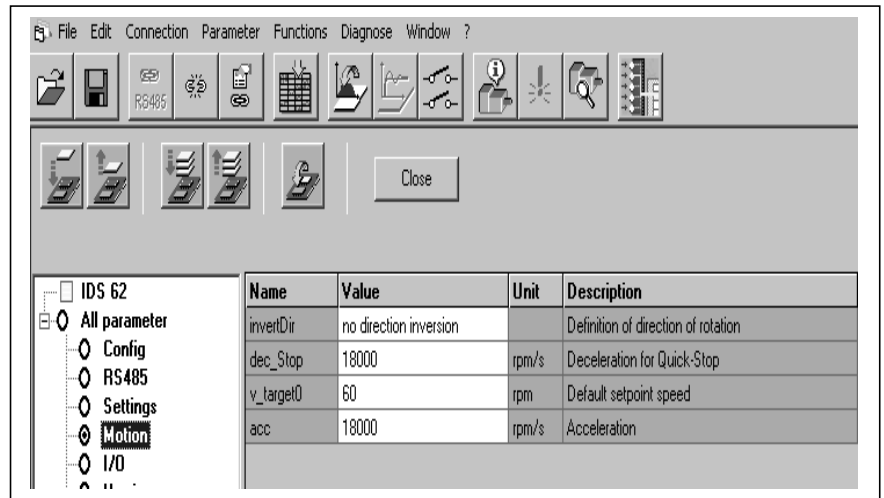 File Edit Connection Parameter Functions Diagnose Window ?
RS485
Close
IDS 62
All parameter
Config
RS485
Settings
Motion
I/O
Name Value Unit Description
invertDir no direction inversion Definition of direction of rotation
dec_Stop 18000 rpm/s Deceleration for Quick-Stop
v_target0 60 rpm Default setpoint speed
acc 18000 rpm/s Acceleration